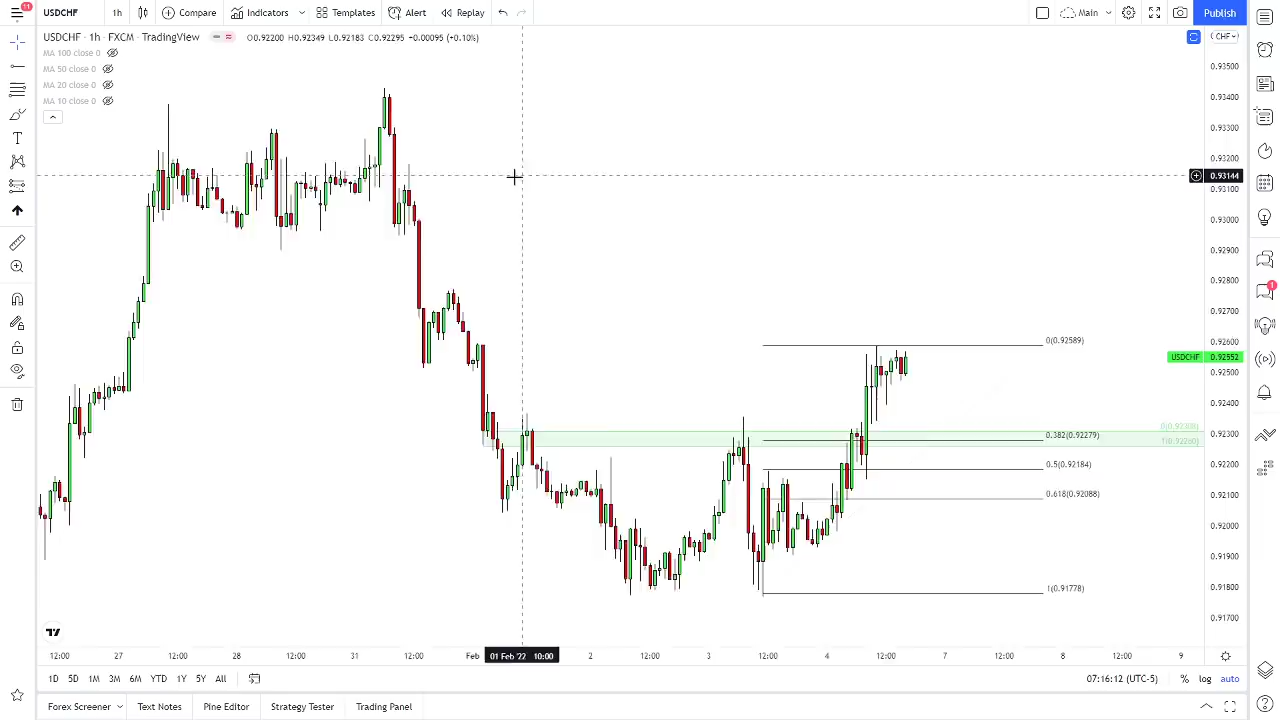 11
USDCHF 1h Compare Indicators Templates Alert Replay Main Publish
USDCHF · 1h · FXCM · TradingView O0.92200 H0.92349 L0.92183 C0.92295 +0.00095 (+0.10%)
CHF
MA 100 close 0
MA 50 close 0
MA 20 close 0
MA 10 close 0
0.93500
0.93400
0.93300
0.93200
0.93144
0.93100
0.93000
0.92900
0.92800
0.92700
0.92600
USDCHF 0.92552
0.92500
0.92400
0.92300
0.92200
0.92100
0.92000
0.91900
0.91800
0.91700
0(0.92589)
0(0.92300)
0.382(0.92279)
1(0.92260)
0.5(0.92184)
0.618(0.92088)
1(0.91778)
1
12:00 27 12:00 28 12:00 31 12:00 Feb 01 Feb '22 10:00 2 12:00 3 12:00 4 12:00 7 12:00 8 12:00 9
1D 5D 1M 3M 6M YTD 1Y 5Y All 07:16:12 (UTC-5) % log auto
Forex Screener Text Notes Pine Editor Strategy Tester Trading Panel